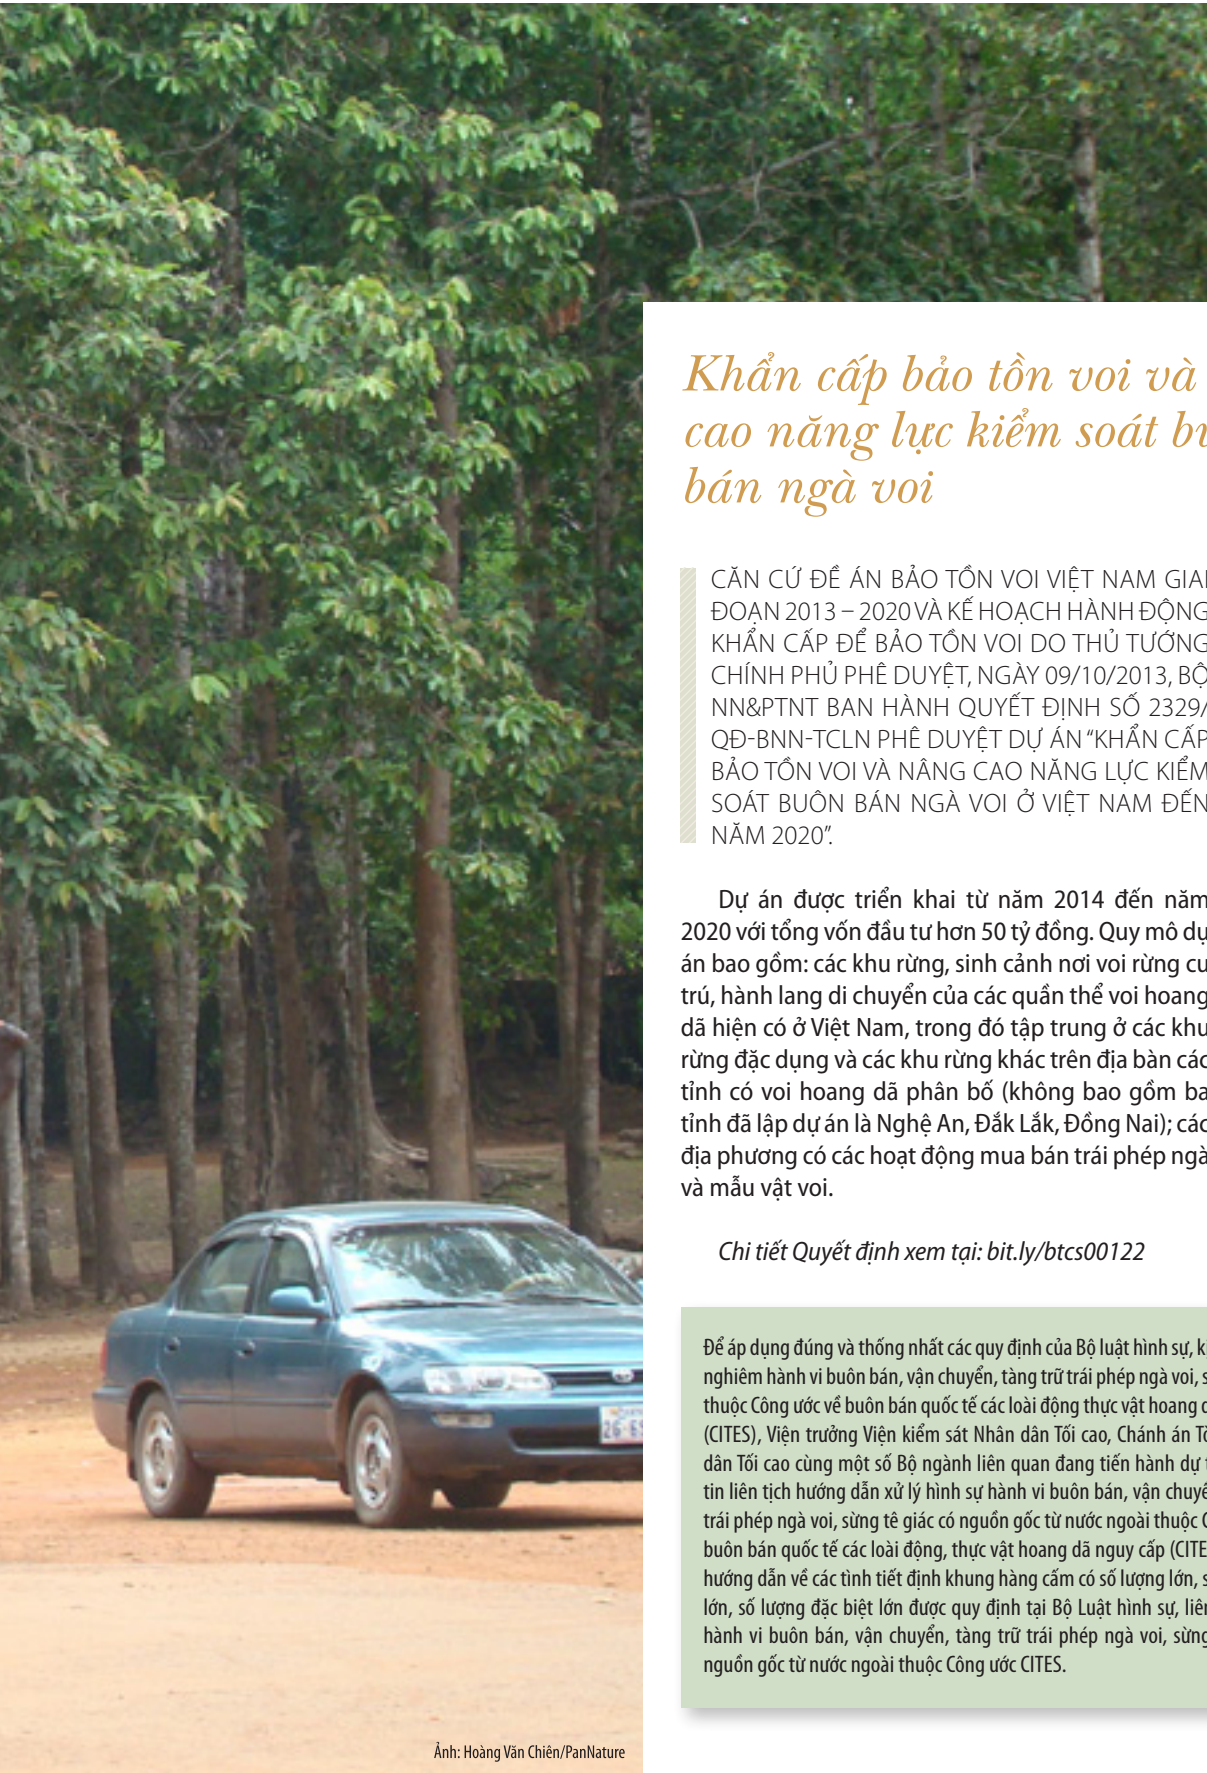 Khẩn cấp bảo tồn voi và
cao năng lực kiểm soát
bán ngà voi
CĂN CỨ ĐỀ ÁN BẢO TỒN VOI VIỆT NAM GIAI
ĐOẠN 2013 – 2020 VÀ KẾ HOẠCH HÀNH ĐỘNG
KHẨN CẤP ĐỂ BẢO TỒN VOI DO THỦ TƯỚNG
CHÍNH PHỦ PHÊ DUYỆT, NGÀY 09/10/2013, BỘ
NN&PTNT BAN HÀNH QUYẾT ĐỊNH SỐ 2329/
QĐ-BNN-TCLN PHÊ DUYỆT DỰ ÁN “KHẨN CẤP
BẢO TỒN VOI VÀ NÂNG CAO NĂNG LỰC KIỂM
SOÁT BUÔN BÁN NGÀ VOI Ở VIỆT NAM ĐẾN
NĂM 2020”.
Dự án được triển khai từ năm 2014 đến năm
2020 với tổng vốn đầu tư hơn 50 tỷ đồng. Quy mô dự
án bao gồm: các khu rừng, sinh cảnh nơi voi rừng cư
trú, hành lang di chuyển của các quần thể voi hoang
dã hiện có ở Việt Nam, trong đó tập trung ở các khu
rừng đặc dụng và các khu rừng khác trên địa bàn các
tỉnh có voi hoang dã phân bố (không bao gồm ba
tỉnh đã lập dự án là Nghệ An, Đắk Lắk, Đồng Nai); các
địa phương có các hoạt động mua bán trái phép ngà
và mẫu vật voi.
Chi tiết Quyết định xem tại: bit.ly/btcs00122
Để áp dụng đúng và thống nhất các quy định của Bộ luật hình sự,
nghiêm hành vi buôn bán, vận chuyển, tàng trữ trái phép ngà voi,
thuộc Công ước về buôn bán quốc tế các loài động thực vật hoang
(CITES), Viện trưởng Viện kiểm sát Nhân dân Tối cao, Chánh án
dân Tối cao cùng một số Bộ ngành liên quan đang tiến hành dự
tin liên tịch hướng dẫn xử lý hình sự hành vi buôn bán, vận
trái phép ngà voi, sừng tê giác có nguồn gốc từ nước ngoài thuộc
buôn bán quốc tế các loài động, thực vật hoang dã nguy cấp
hướng dẫn về các tình tiết định khung hàng cấm có số lượng lớn,
lớn, số lượng đặc biệt lớn được quy định tại Bộ Luật hình sự,
hành vi buôn bán, vận chuyển, tàng trữ trái phép ngà voi, sừng
nguồn gốc từ nước ngoài thuộc Công ước CITES.
Ảnh: Hoàng Văn Chiên/PanNature